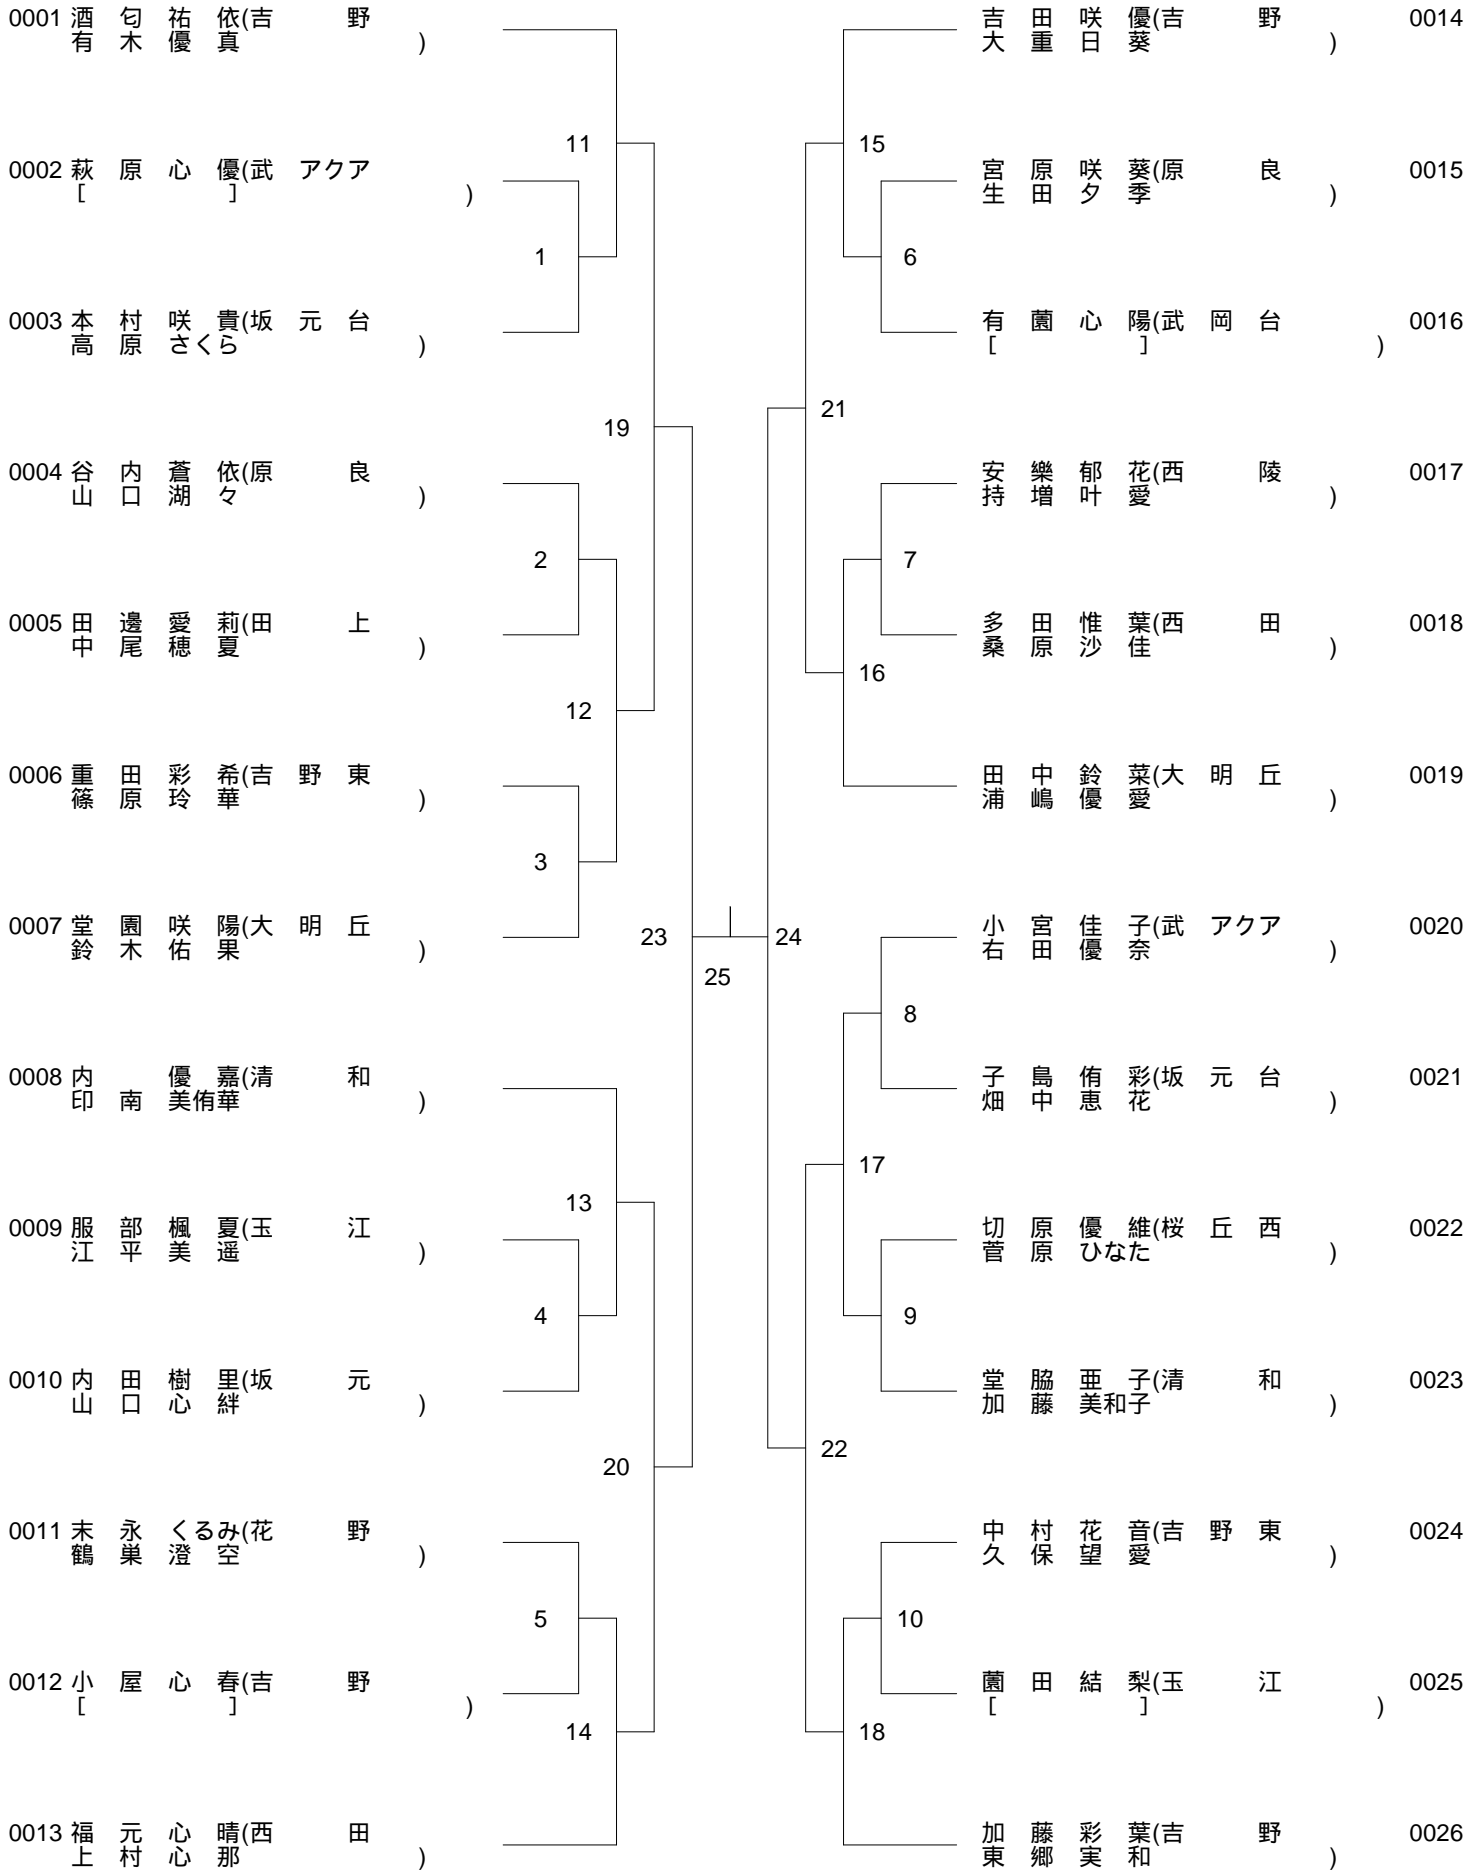 0001 酒 匂 祐 依(吉 野
有 木 優 真 )
11
0002 萩 原 心 優(武 アクア
[ ] )
1
0003 本 村 咲 貴(坂 元 台
高 原 さくら )
19
0004 谷 内 蒼 依(原 良
山 口 湖 々 )
2
0005 田 邊 愛 莉(田 上
中 尾 穂 夏 )
12
0006 重 田 彩 希(吉 野 東
篠 原 玲 華 )
3
0007 堂 園 咲 陽(大 明 丘
鈴 木 佑 果 )
23
25
0008 内 優 嘉(清 和
印 南 美侑華 )
13
0009 服 部 楓 夏(玉 江
江 平 美 遥 )
4
0010 内 田 樹 里(坂 元
山 口 心 絆 )
20
0011 末 永 くるみ(花 野
鶴 巣 澄 空 )
5
0012 小 屋 心 春(吉 野
[ ] )
14
0013 福 元 心 晴(西 田
上 村 心 那 )
吉 田 咲 優(吉 野 0014
大 重 日 葵 )
15
宮 原 咲 葵(原 良 0015
生 田 夕 季 )
6
有 薗 心 陽(武 岡 台 0016
[ ] )
21
安 樂 郁 花(西 陵 0017
持 増 叶 愛 )
7
多 田 惟 葉(西 田 0018
桑 原 沙 佳 )
16
田 中 鈴 菜(大 明 丘 0019
浦 嶋 優 愛 )
24
小 宮 佳 子(武 アクア 0020
右 田 優 奈 )
8
子 島 侑 彩(坂 元 台 0021
畑 中 恵 花 )
17
切 原 優 維(桜 丘 西 0022
菅 原 ひなた )
9
堂 脇 亜 子(清 和 0023
加 藤 美和子 )
22
中 村 花 音(吉 野 東 0024
久 保 望 愛 )
10
薗 田 結 梨(玉 江 0025
[ ] )
18
加 藤 彩 葉(吉 野 0026
東 郷 実 和 )